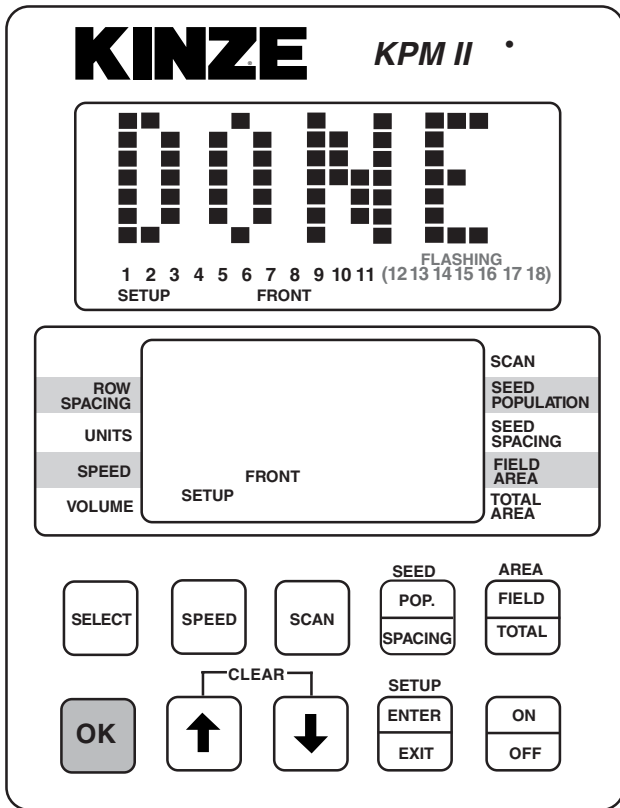 KINZE KPM II
DONE
FLASHING
1 2 3 4 5 6 7 8 9 10 11 (12 13 14 15 16 17 18)
SETUP FRONT
SCAN
ROW
SPACING
SEED
POPULATION
UNITS
SEED
SPACING
SPEED
FRONT
FIELD
AREA
VOLUME
SETUP
TOTAL
AREA
SEED
AREA
SELECT
SPEED
SCAN
POP.
SPACING
FIELD
TOTAL
CLEAR
SETUP
OK
ENTER
EXIT
ON
OFF